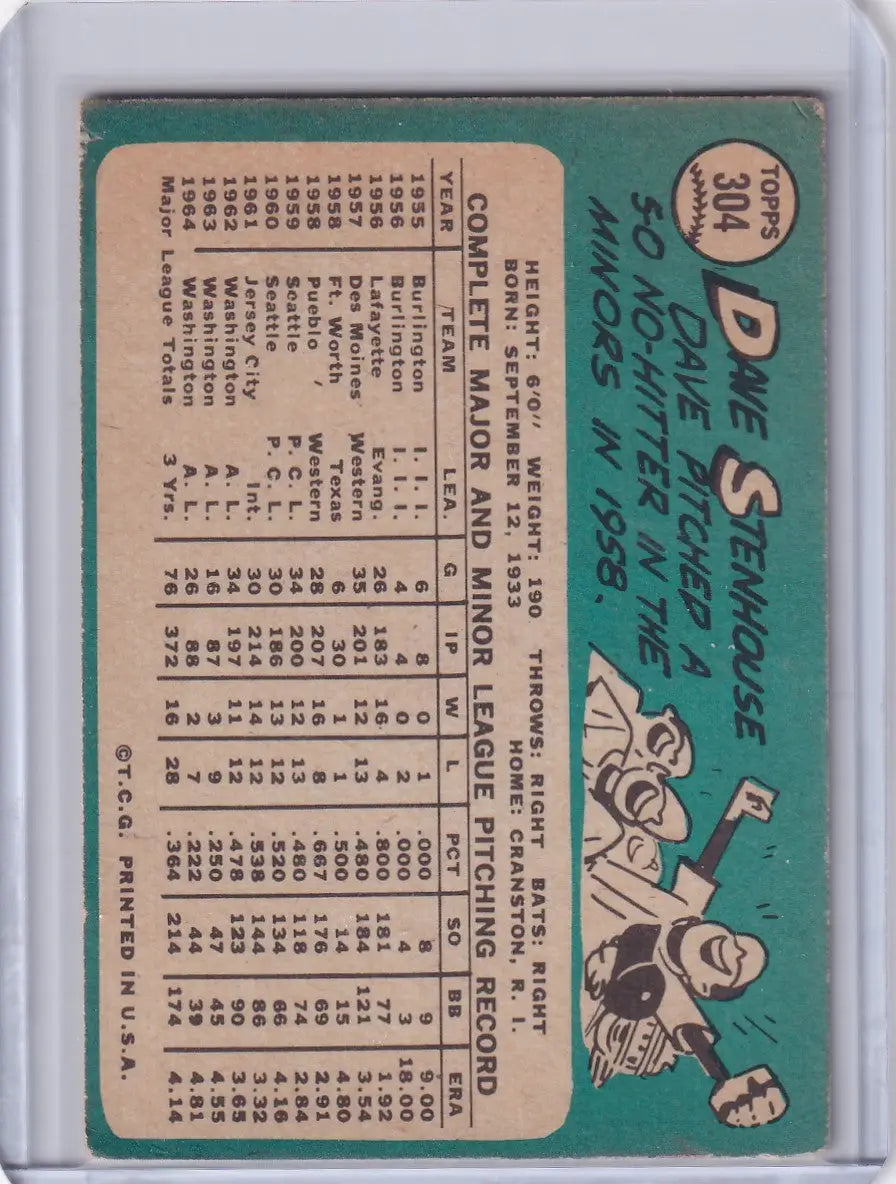 TOPPS
304
DAVE STENHOUSE
DAVE PITCHED A
50 NO-HITTER IN THE
MINORS IN 1958.
HEIGHT: 6'0" WEIGHT: 190 THROWS: RIGHT BATS: RIGHT
BORN: SEPTEMBER 12, 1933 HOME: CRANSTON, R. I.
COMPLETE MAJOR AND MINOR LEAGUE PITCHING RECORD
YEAR TEAM LEA. G IP W L PCT SO BB ERA
1955 Burlington I. I. I. 6 8 0 1 .000 8 9 9.00
1956 Burlington I. I. I. 4 4 0 2 .000 4 3 18.00
1956 Lafayette Evang. 26 183 16 4 .800 181 77 1.92
1957 Des Moines Western 35 201 12 13 .480 184 121 3.54
1958 Ft. Worth Texas 6 30 1 1 .500 14 15 4.80
1958 Pueblo Western 28 207 16 8 .667 176 69 2.91
1959 Seattle P. C. L. 34 200 12 13 .480 118 74 2.84
1960 Seattle P. C. L. 30 186 13 12 .520 134 66 4.16
1961 Jersey City Int. 30 214 14 12 .538 144 86 3.32
1962 Washington A. L. 34 197 11 12 .478 123 90 3.65
1963 Washington A. L. 16 87 3 9 .250 47 45 4.55
1964 Washington A. L. 26 88 2 7 .222 44 39 4.81
Major League Totals 3 Yrs. 76 372 16 28 .364 214 174 4.14
©T.C.G. PRINTED IN U.S.A.